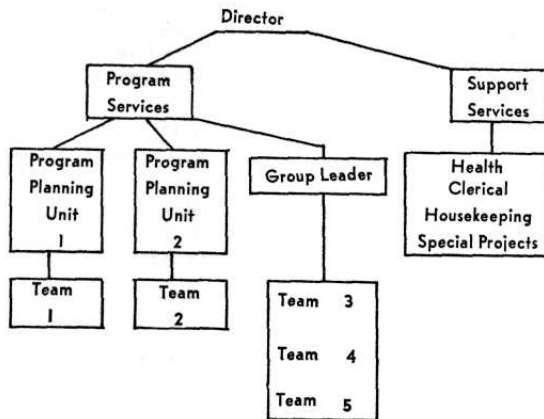 Director
Program
Services
Support
Services
Program
Planning
Unit
1
Program
Planning
Unit
2
Group Leader
Health
Clerical
Housekeeping
Special Projects
Team
1
Team
2
Team 3
Team 4
Team 5